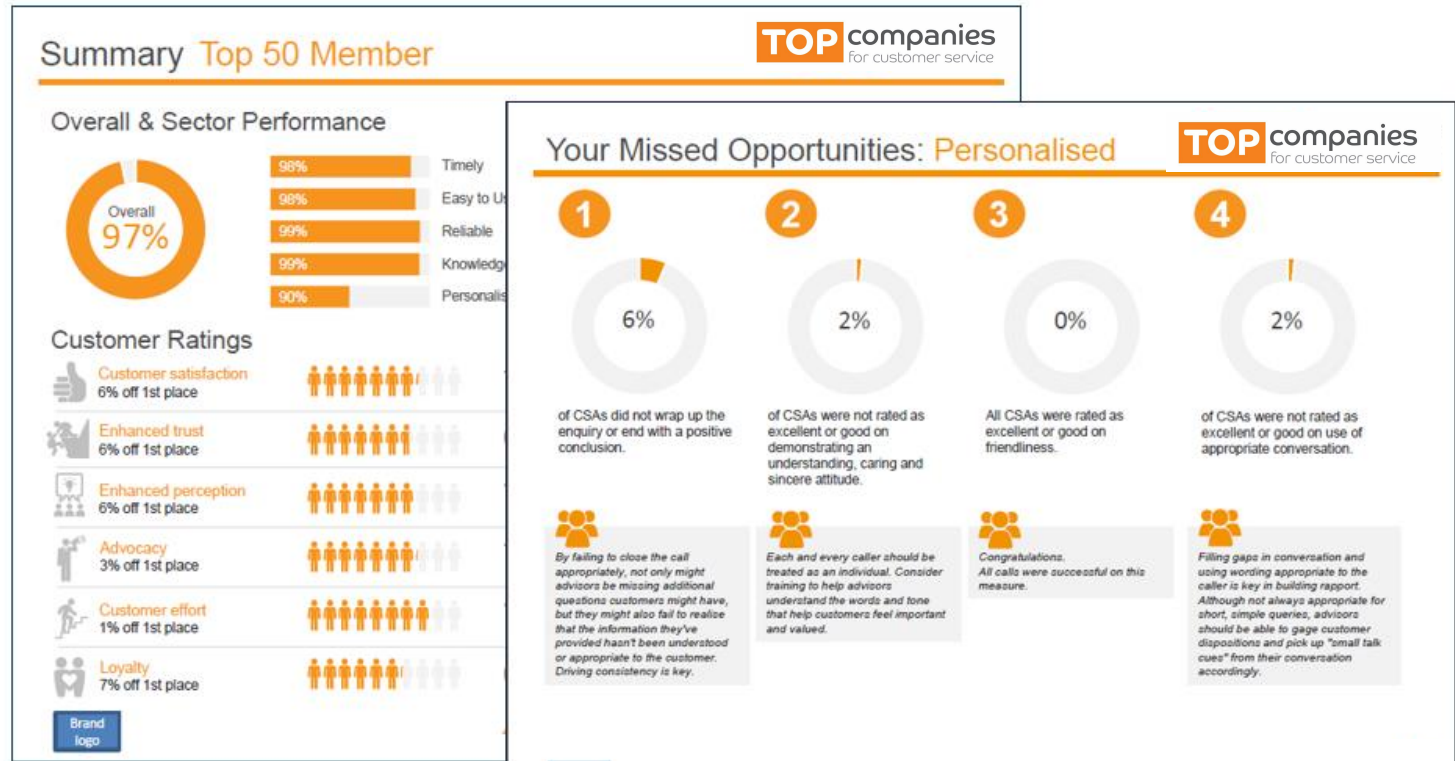 Summary Top 50 Member
TOP companies
for customer service
Overall & Sector Performance
Overall
97%
98% Timely
98% Easy to
99% Reliable
99%
90%
Customer Ratings
Customer satisfaction
6% off 1st place
Enhanced trust
6% off 1st place
Enhanced perception
6% off 1st place
Advocacy
3% off 1st place
Customer effort
1% off 1st place
Loyalty
7% off 1st place
Brand
logo
Your Missed Opportunities: Personalised
TOP companies
for customer service
1
6%
of CSAs did not wrap up the
enquiry or end with a positive
conclusion.
By failing to close the call
appropriately, not only might
advisors be missing additional
questions customers might have,
but they might also fail to realise
that the information they've
provided hasn't been understood
or appropriate to the customer.
Driving consistency is key.
2
2%
of CSAs were not rated as
excellent or good on
demonstrating an
understanding, caring and
sincere attitude.
Each and every caller should be
treated as an individual. Consider
training to help advisors
understand the words and tone
that help customers feel important
and valued.
3
0%
All CSAs were rated as
excellent or good on
friendliness.
Congratulations.
All calls were successful on this
measure.
4
2%
of CSAs were not rated as
excellent or good on use of
appropriate conversation.
Filling gaps in conversation and
using wording appropriate to the
caller is key in building rapport.
Although not always appropriate for
short, simple queries, advisors
should be able to gage customer
dispositions and pick up "small talk
cues" from their conversation
accordingly.